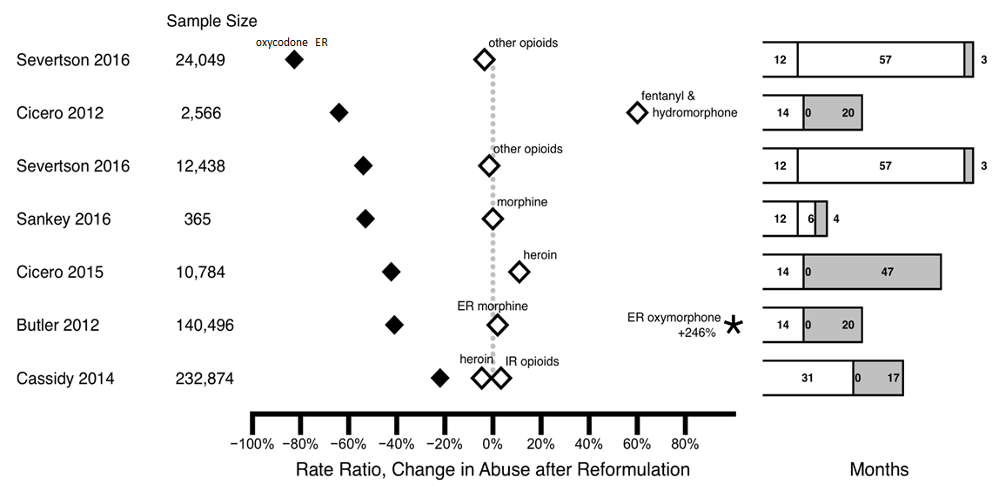 Sample Size
oxycodone ER
other opioids
Severtson 2016 24,049 12 57 3
fentanyl &
Cicero 2012 2,566 hydromorphone 14 0 20
other opioids
Severtson 2016 12,438 12 57 3
morphine
Sankey 2016 365 12 6 4
heroin
Cicero 2015 10,784 14 0 47
ER morphine
ER oxymorphone
Butler 2012 140,496 14 0 20
+246%
heroin IR opioids
Cassidy 2014 232,874 31 0 17
−100% −80% −60% −40% −20% 0% 20% 40% 60% 80%
Rate Ratio, Change in Abuse after Reformulation Months